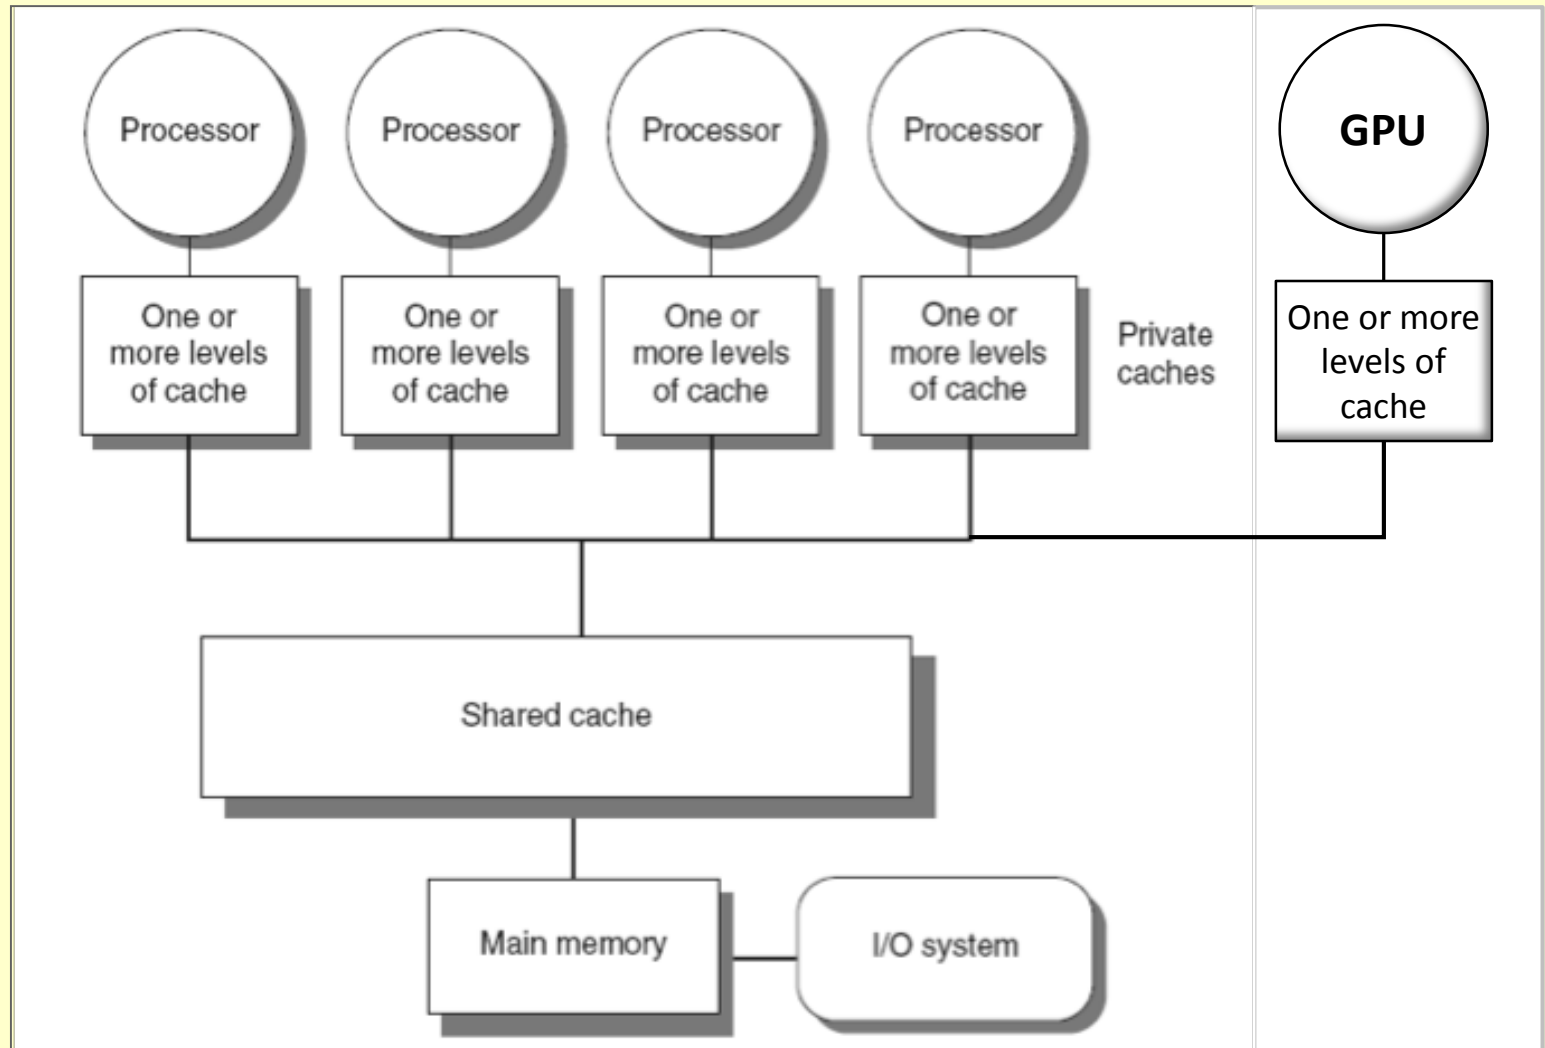 Processor
Processor
Processor
Processor
GPU
One or
more levels
of cache
One or
more levels
of cache
One or
more levels
of cache
One or
more levels
of cache
Private
caches
One or more
levels of
cache
Shared cache
Main memory
I/O system